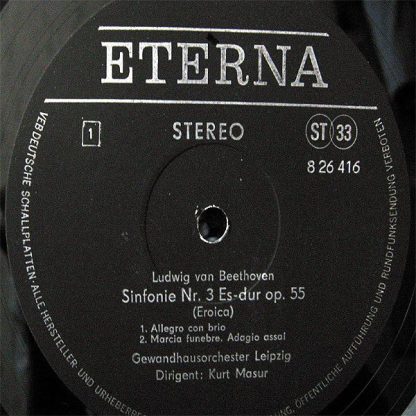 ETERNA
1
STEREO
ST 33
8 26 416
Ludwig van Beethoven
Sinfonie Nr. 3 Es-dur op. 55
(Eroica)
1. Allegro con brio
2. Marcia funebre. Adagio assai
Gewandhausorchester Leipzig
Dirigent: Kurt Masur
VEB DEUTSCHE SCHALLPLATTEN ALLE HERSTELLER UND URHEBERRE
ÖFFENTLICHE AUFFÜHRUNG UND RUNDFUNKSENDUNG VERBOTEN